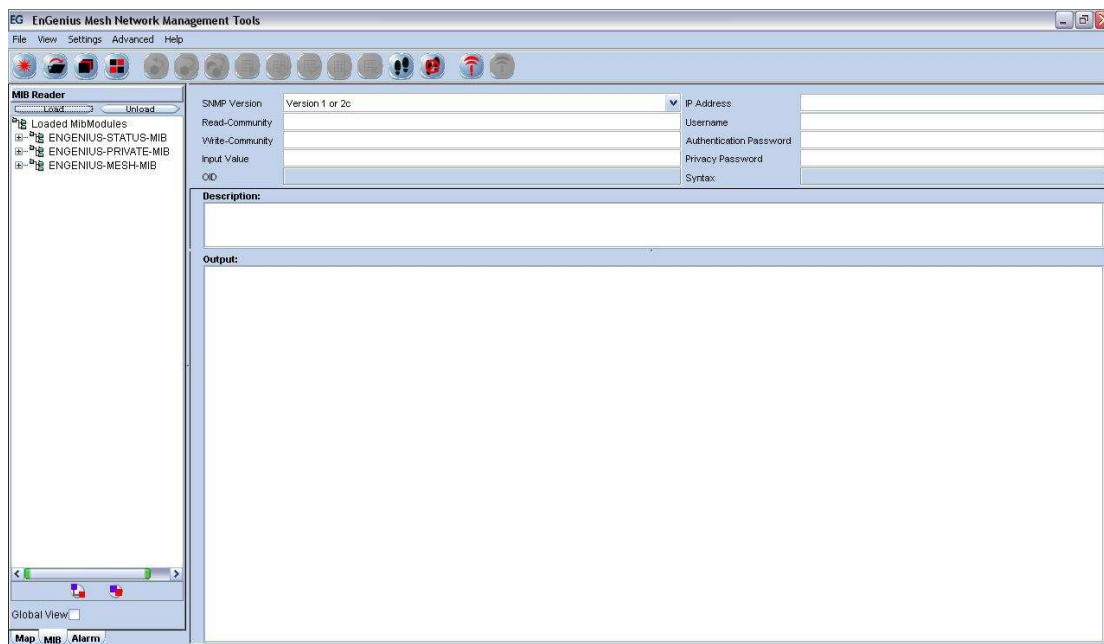 EG EnGenius Mesh Network Management Tools
File View Settings Advanced Help
MIB Reader
Load Unload
Loaded MibModules
ENGENIUS-STATUS-MIB
ENGENIUS-PRIVATE-MIB
ENGENIUS-MESH-MIB
Global View
Map MIB Alarm
SNMP Version Version 1 or 2c IP Address
Read-Community Username
Write-Community Authentication Password
Input Value Privacy Password
OID Syntax
Description:
Output: